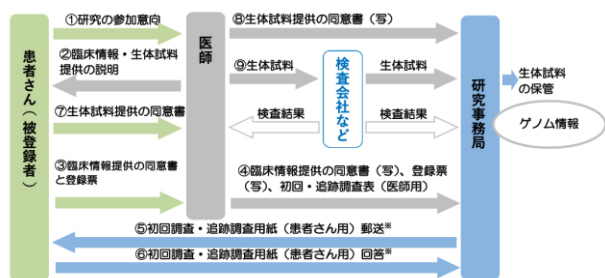 ①研究の参加意向
②臨床情報・生体試料
提供の説明
⑦生体試料提供の同意書
③臨床情報提供の同意書
と登録票
患者さん（被登録者）
医師
⑧生体試料提供の同意書（写）
⑨生体試料
検査会社など
生体試料
検査結果
検査結果
④臨床情報提供の同意書（写）、登録票
（写）、初回・追跡調査表（医師用）
⑤初回調査・追跡調査用紙（患者さん用）郵送※
⑥初回調査・追跡調査用紙（患者さん用）回答※
研究事務局
生体試料
の保管
ゲノム情報